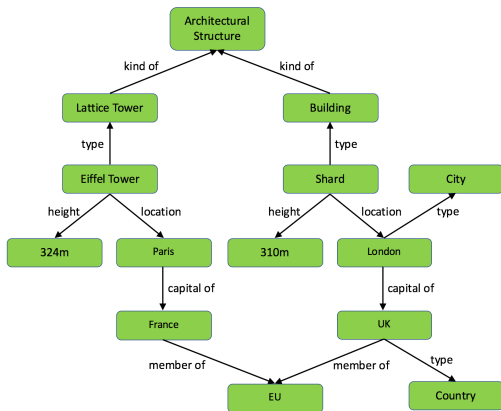 Architectural
Structure
kind of
kind of
Lattice Tower
Building
type
type
Eiffel Tower
Shard
City
height
location
height
location
type
324m
Paris
310m
London
capital of
capital of
France
UK
member of
member of
type
EU
Country